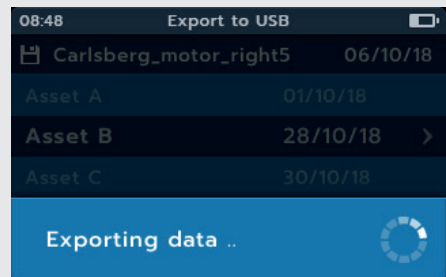 08:48 Export to USB
Carlsberg_motor_right5 06/10/18
Asset A 01/10/18
Asset B 28/10/18 >
Asset C 30/10/18
Exporting data ..